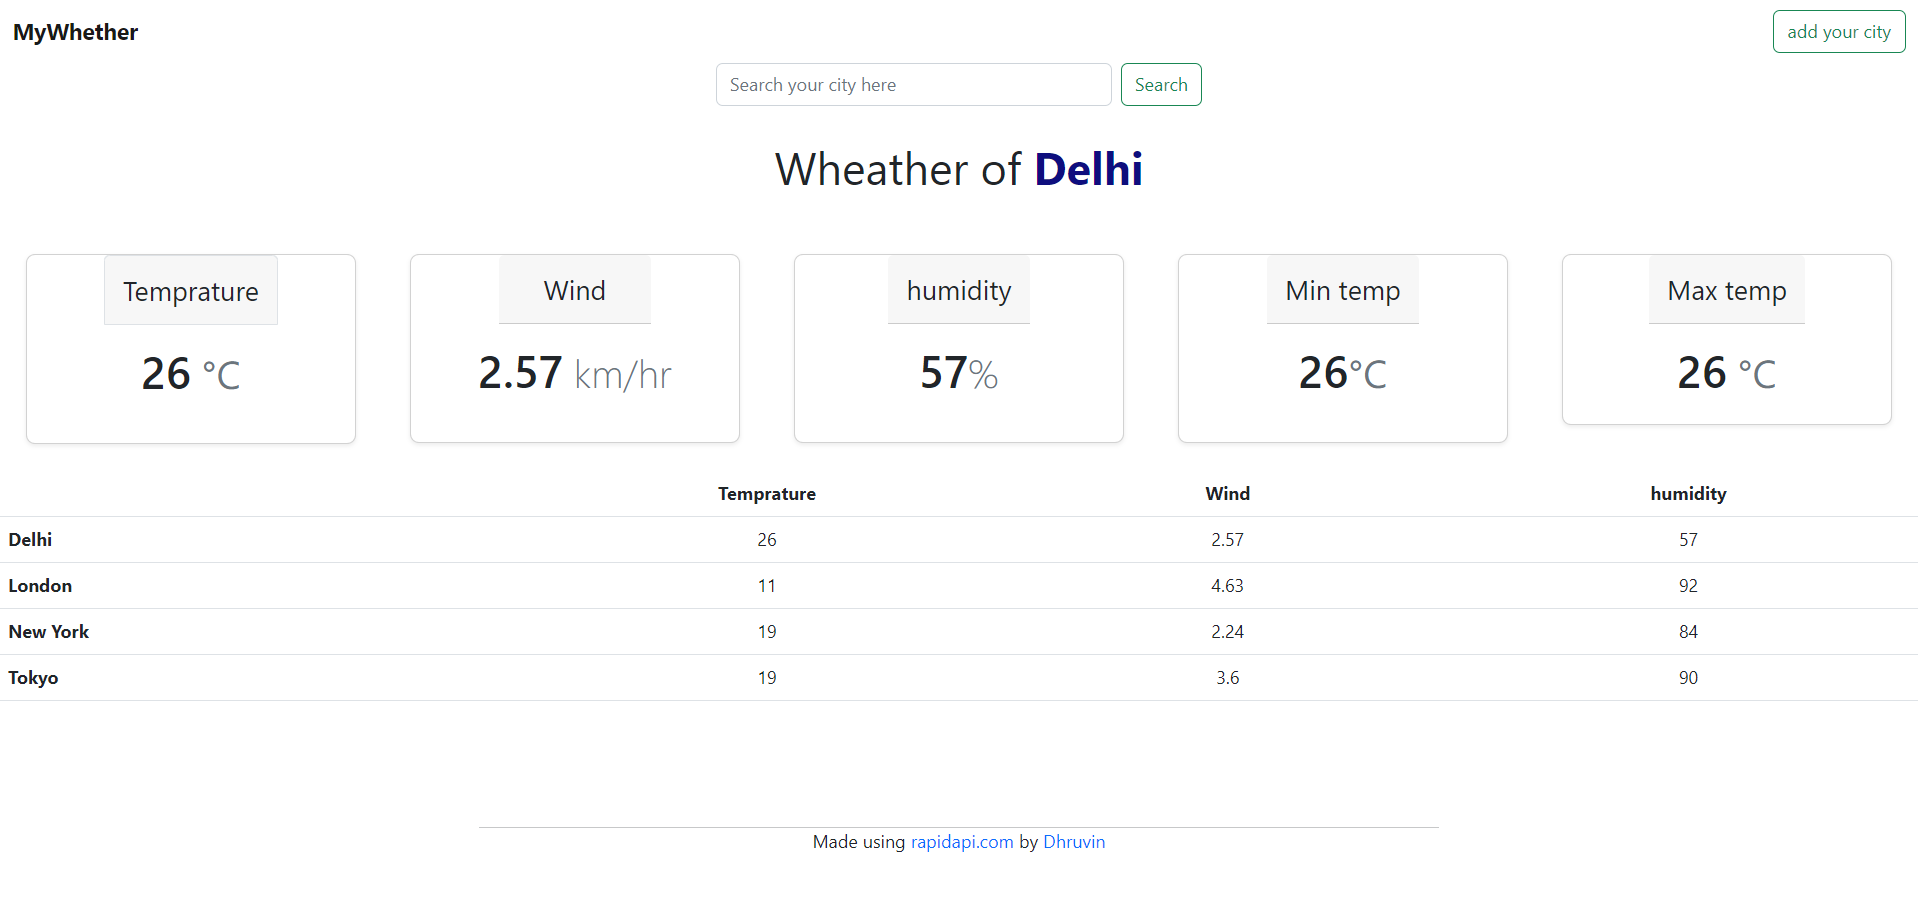 MyWhether add your city
Search your city here Search
Wheather of Delhi
Temprature Wind humidity Min temp Max temp
26 °C 2.57 km/hr 57% 26°C 26 °C
Temprature Wind humidity
Delhi 26 2.57 57
London 11 4.63 92
New York 19 2.24 84
Tokyo 19 3.6 90
Made using rapidapi.com by Dhruvin